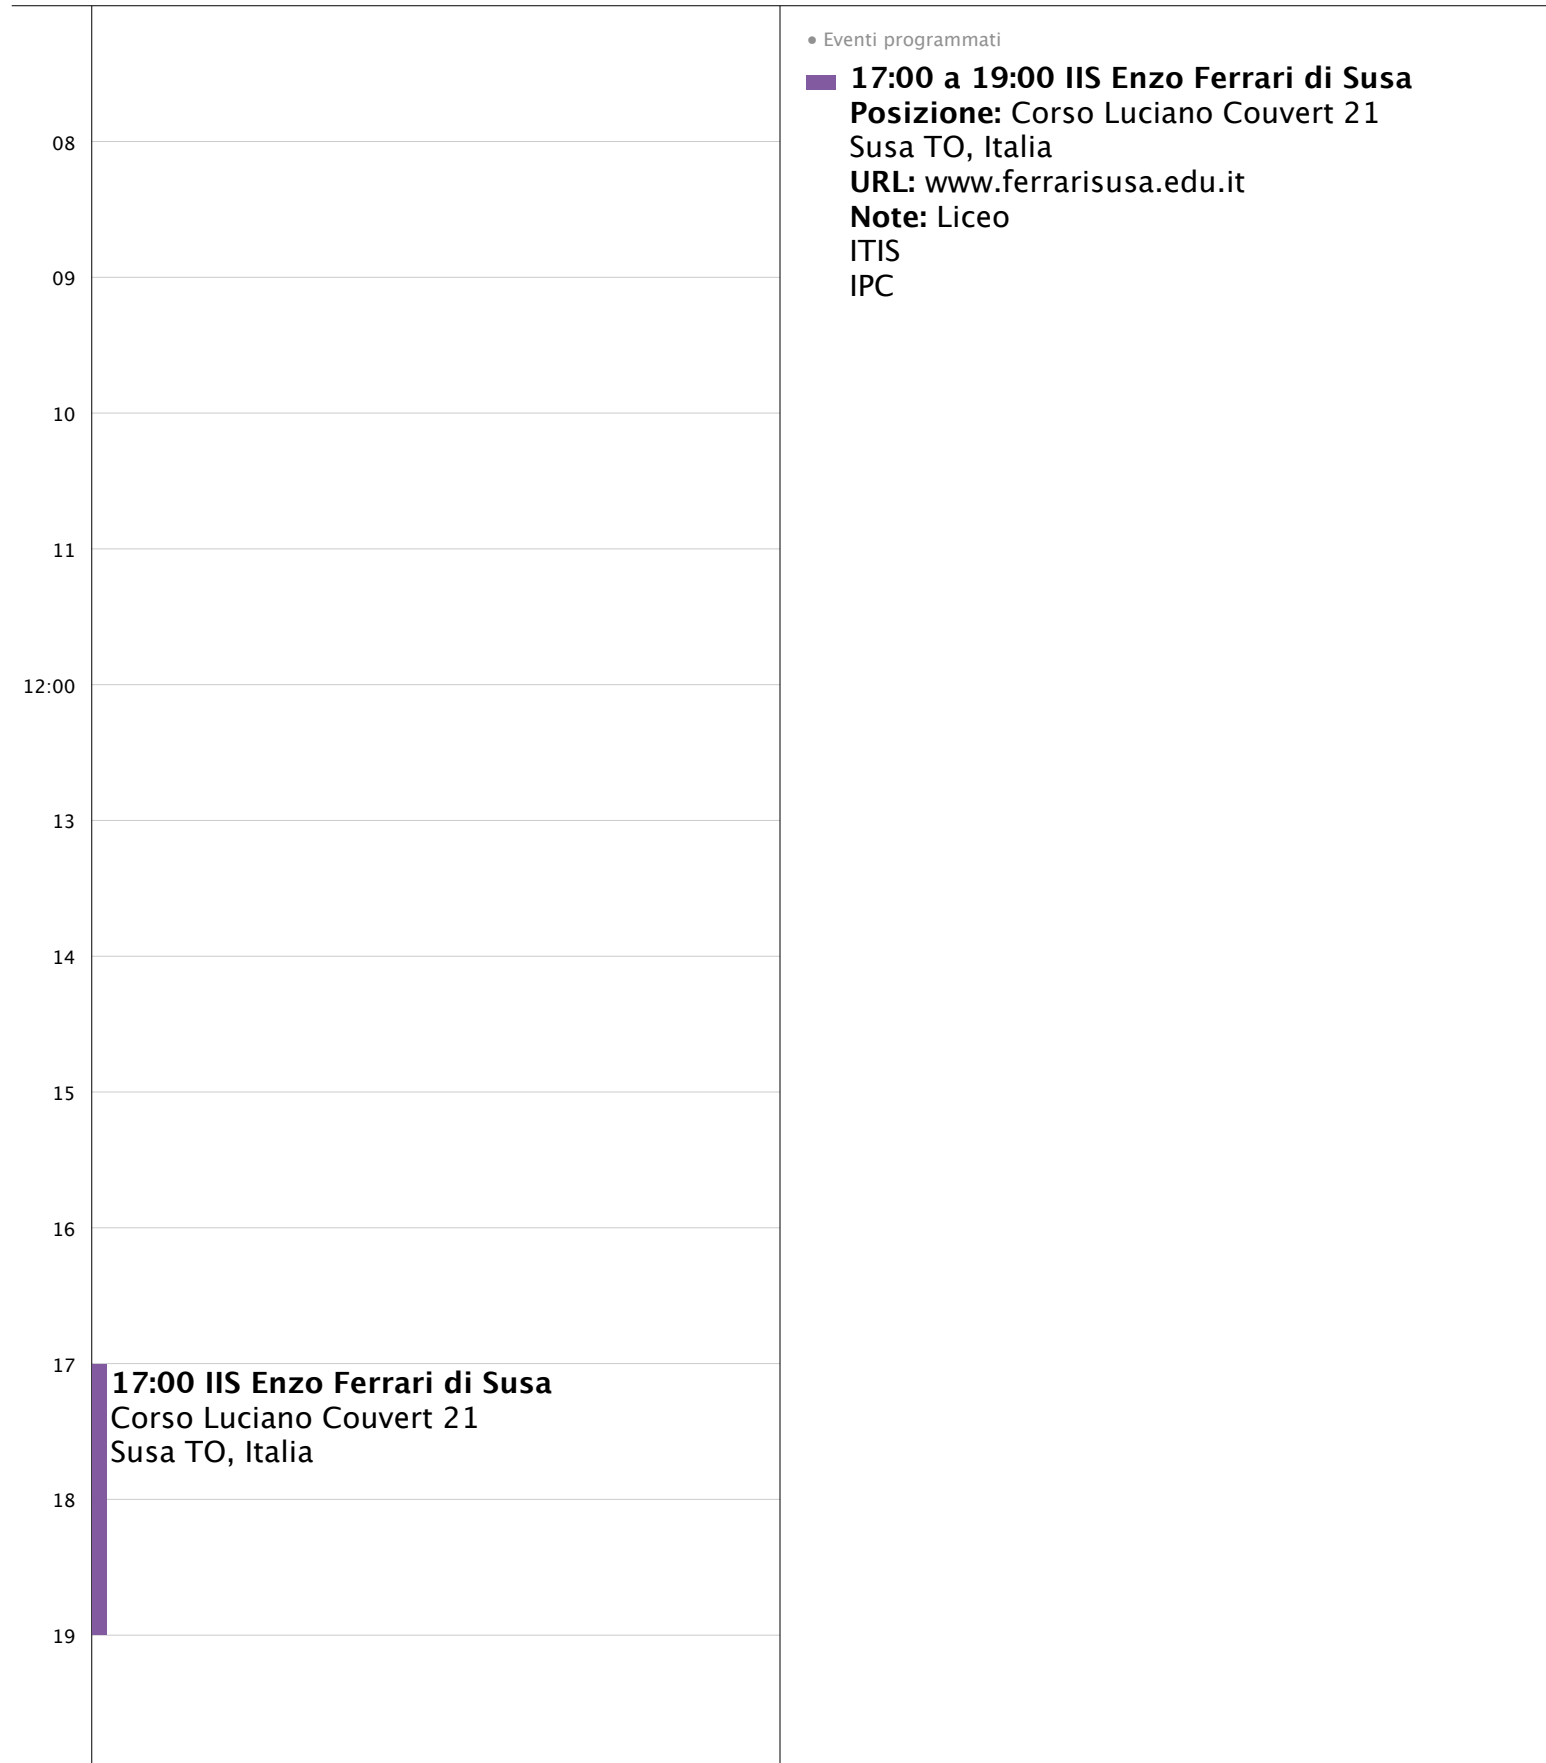 08
09
10
11
12:00
13
14
15
16
17
17:00 IIS Enzo Ferrari di Susa
Corso Luciano Couvert 21
Susa TO, Italia
18
19
• Eventi programmati
17:00 a 19:00 IIS Enzo Ferrari di Susa
Posizione: Corso Luciano Couvert 21
Susa TO, Italia
URL: www.ferrarisusa.edu.it
Note: Liceo
ITIS
IPC